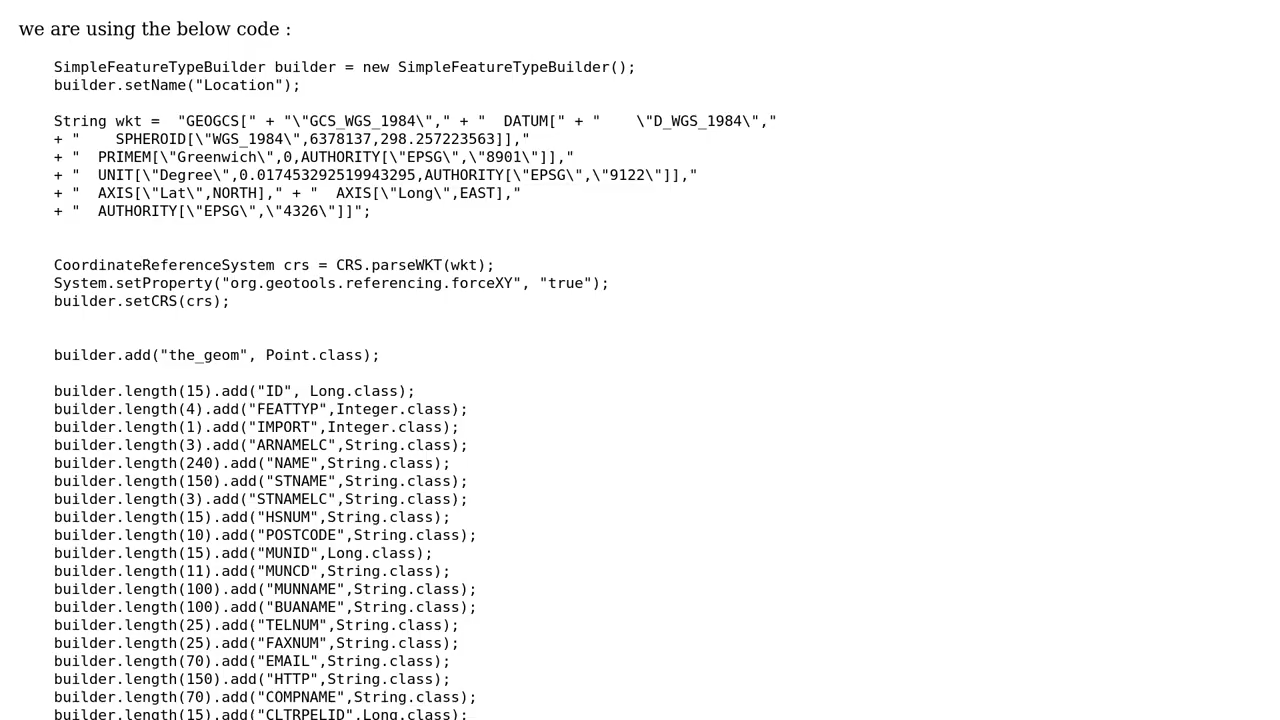 we are using the below code :
SimpleFeatureTypeBuilder builder = new SimpleFeatureTypeBuilder();
builder.setName("Location");
String wkt =  "GEOGCS[" + "\"GCS_WGS_1984\"," + "  DATUM[" + "    \"D_WGS_1984\","
+ "    SPHEROID[\"WGS_1984\",6378137,298.257223563]],"
+ "  PRIMEM[\"Greenwich\",0,AUTHORITY[\"EPSG\",\"8901\"]],"
+ "  UNIT[\"Degree\",0.017453292519943295,AUTHORITY[\"EPSG\",\"9122\"]],"
+ "  AXIS[\"Lat\",NORTH]," + "  AXIS[\"Long\",EAST],"
+ "  AUTHORITY[\"EPSG\",\"4326\"]]";
CoordinateReferenceSystem crs = CRS.parseWKT(wkt);
System.setProperty("org.geotools.referencing.forceXY", "true");
builder.setCRS(crs);
builder.add("the_geom", Point.class);
builder.length(15).add("ID", Long.class);
builder.length(4).add("FEATTYP",Integer.class);
builder.length(1).add("IMPORT",Integer.class);
builder.length(3).add("ARNAMELC",String.class);
builder.length(240).add("NAME",String.class);
builder.length(150).add("STNAME",String.class);
builder.length(3).add("STNAMELC",String.class);
builder.length(15).add("HSNUM",String.class);
builder.length(10).add("POSTCODE",String.class);
builder.length(15).add("MUNID",Long.class);
builder.length(11).add("MUNCD",String.class);
builder.length(100).add("MUNNAME",String.class);
builder.length(100).add("BUANAME",String.class);
builder.length(25).add("TELNUM",String.class);
builder.length(25).add("FAXNUM",String.class);
builder.length(70).add("EMAIL",String.class);
builder.length(150).add("HTTP",String.class);
builder.length(70).add("COMPNAME",String.class);
builder.length(15).add("CLTRPELID",Long.class);